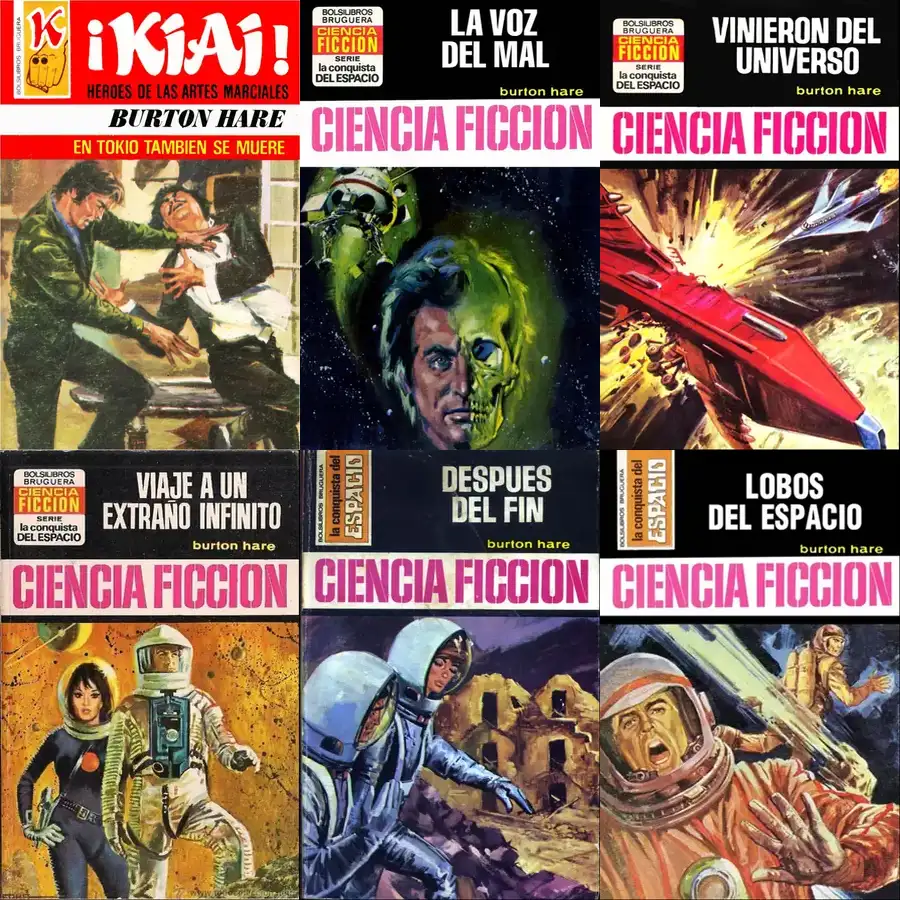 BOLSILIBROS BRUGUERA
K
¡KIAI!
HEROES DE LAS ARTES MARCIALES
BURTON HARE
EN TOKIO TAMBIEN SE MUERE
BOLSILIBROS
BRUGUERA
CIENCIA
FICCION
SERIE
la conquista
DEL ESPACIO
LA VOZ
DEL MAL
burton hare
CIENCIA FICCION
BOLSILIBROS
BRUGUERA
CIENCIA
FICCION
SERIE
la conquista
DEL ESPACIO
VINIERON DEL
UNIVERSO
burton hare
CIENCIA FICCION
BOLSILIBROS
BRUGUERA
CIENCIA
FICCION
SERIE
la conquista
DEL ESPACIO
VIAJE A UN
EXTRAÑO INFINITO
burton hare
CIENCIA FICCION
BOLSILIBROS BRUGUERA
la conquista del
ESPACIO
DESPUES
DEL FIN
burton hare
CIENCIA FICCION
BOLSILIBROS BRUGUERA
la conquista del
ESPACIO
LOBOS
DEL ESPACIO
burton hare
CIENCIA FICCION